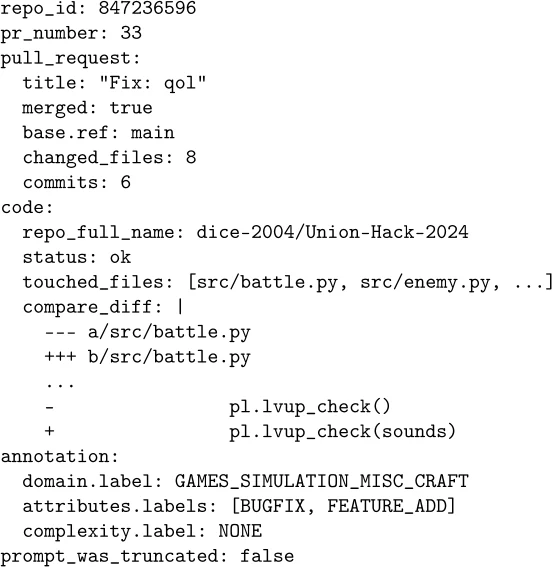 repo_id: 847236596
pr_number: 33
pull_request:
  title: "Fix: qol"
  merged: true
  base.ref: main
  changed_files: 8
  commits: 6
code:
  repo_full_name: dice-2004/Union-Hack-2024
  status: ok
  touched_files: [src/battle.py, src/enemy.py, ...]
  compare_diff: |
    --- a/src/battle.py
    +++ b/src/battle.py
    ...
    -                pl.lvup_check()
    +                pl.lvup_check(sounds)
annotation:
  domain.label: GAMES_SIMULATION_MISC_CRAFT
  attributes.labels: [BUGFIX, FEATURE_ADD]
  complexity.label: NONE
prompt_was_truncated: false